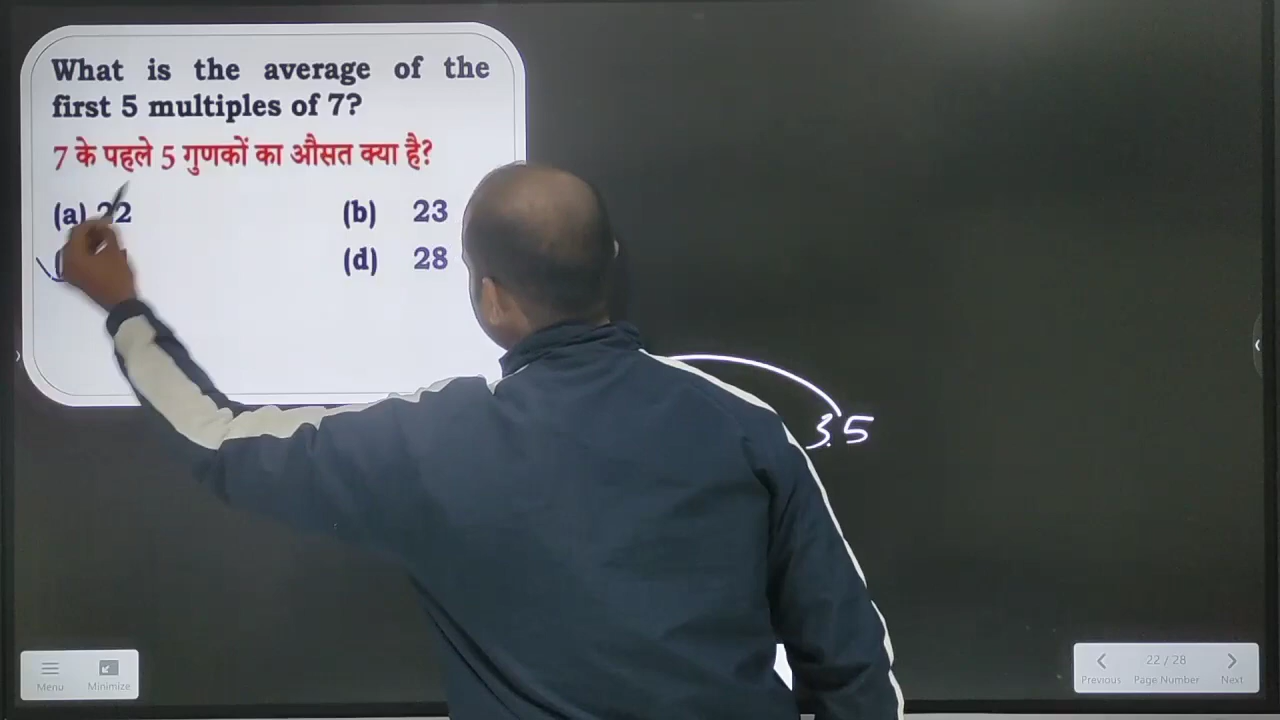 What is the average of the
first 5 multiples of 7?
7 के पहले 5 गुणकों का औसत क्या है?
(a) 22 (b) 23
(d) 28
35
Menu Minimize
22 / 28
Previous Page Number Next